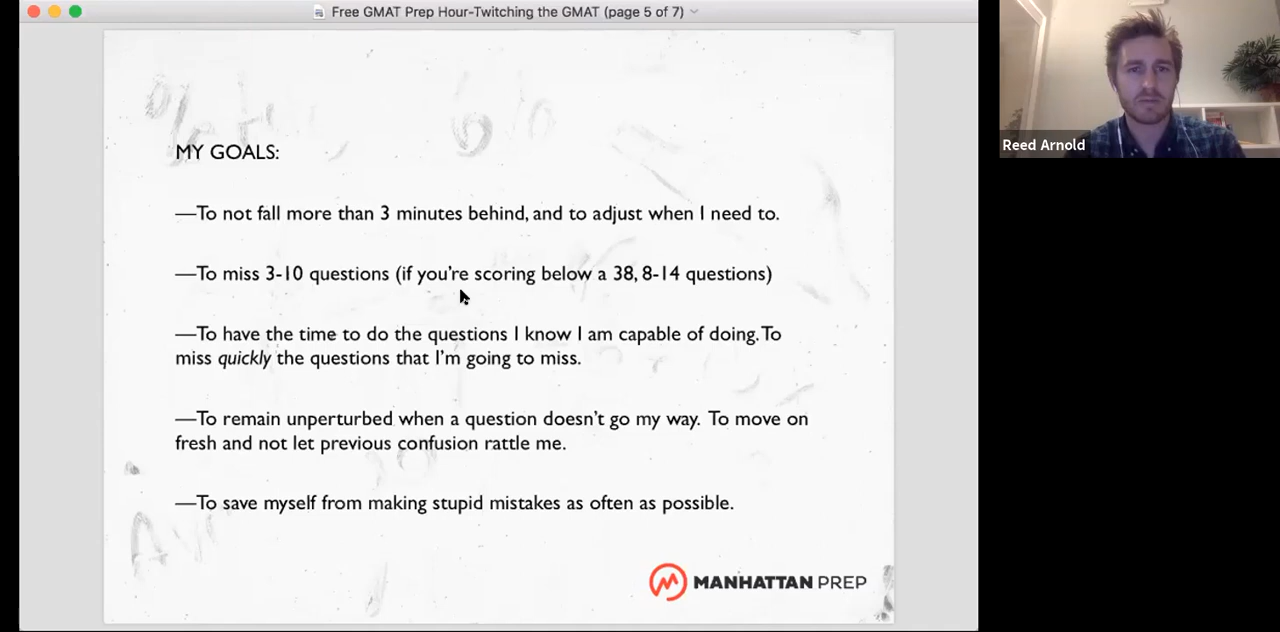 Free GMAT Prep Hour-Twitching the GMAT (page 5 of 7)
Reed Arnold
MY GOALS:
—To not fall more than 3 minutes behind, and to adjust when I need to.
—To miss 3-10 questions (if you're scoring below a 38, 8-14 questions)
—To have the time to do the questions I know I am capable of doing. To
miss quickly the questions that I'm going to miss.
—To remain unperturbed when a question doesn't go my way. To move on
fresh and not let previous confusion rattle me.
—To save myself from making stupid mistakes as often as possible.
MANHATTAN PREP